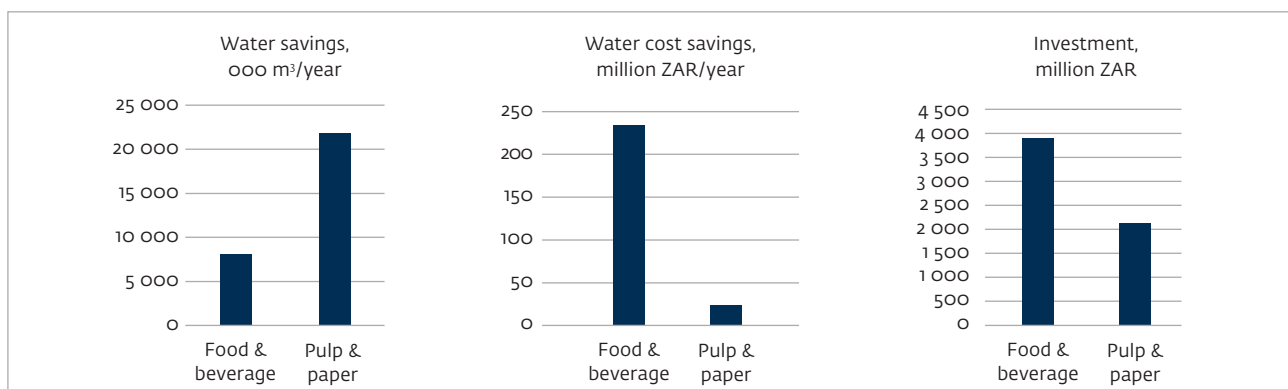 Water savings,
000 m³/year
25 000
20 000
15 000
10 000
5 000
0
Food &
beverage
Pulp &
paper
Water cost savings,
million ZAR/year
250
200
150
100
50
0
Food &
beverage
Pulp &
paper
Investment,
million ZAR
4 500
4 000
3 500
3 000
2 500
2 000
1 500
1 000
500
0
Food &
beverage
Pulp &
paper